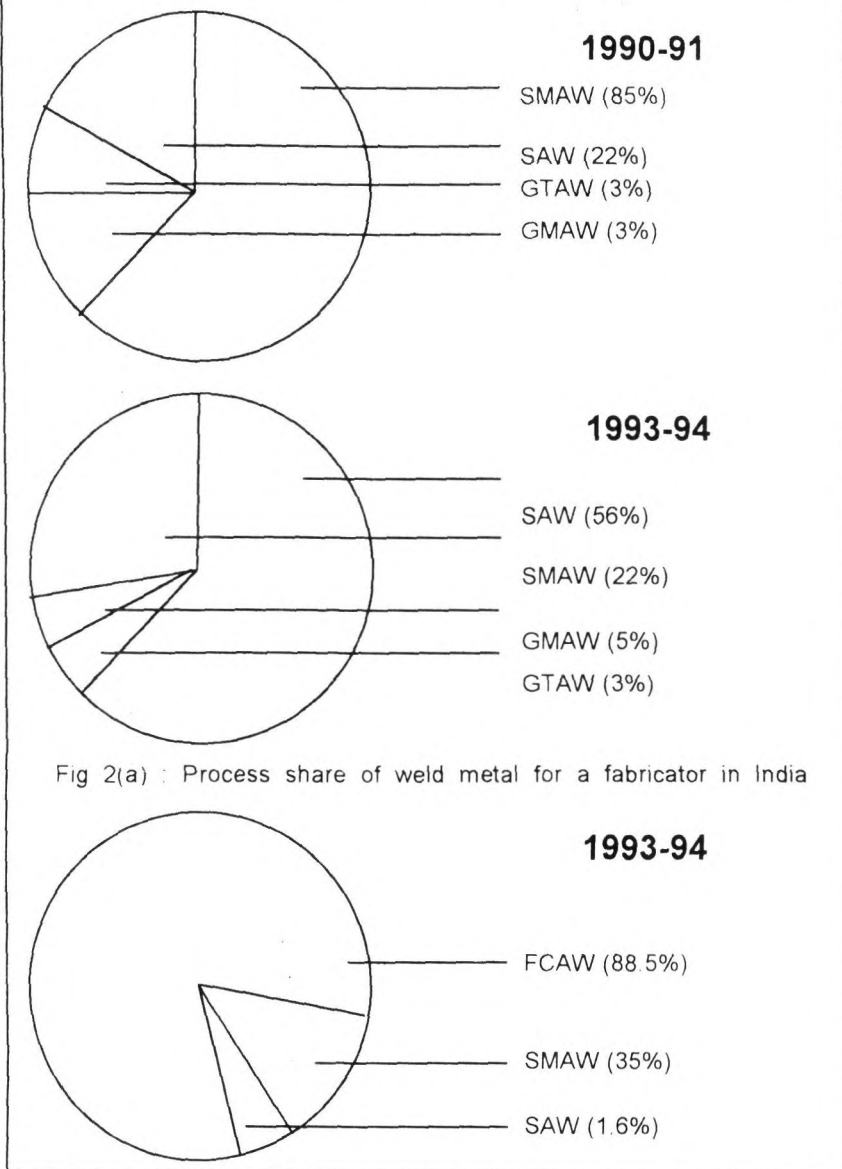 1990-91
SMAW (85%)
SAW (22%)
GTAW (3%)
GMAW (3%)
1993-94
SAW (56%)
SMAW (22%)
GMAW (5%)
GTAW (3%)
Fig 2(a) : Process share of weld metal for a fabricator in India
1993-94
FCAW (88.5%)
SMAW (35%)
SAW (1.6%)